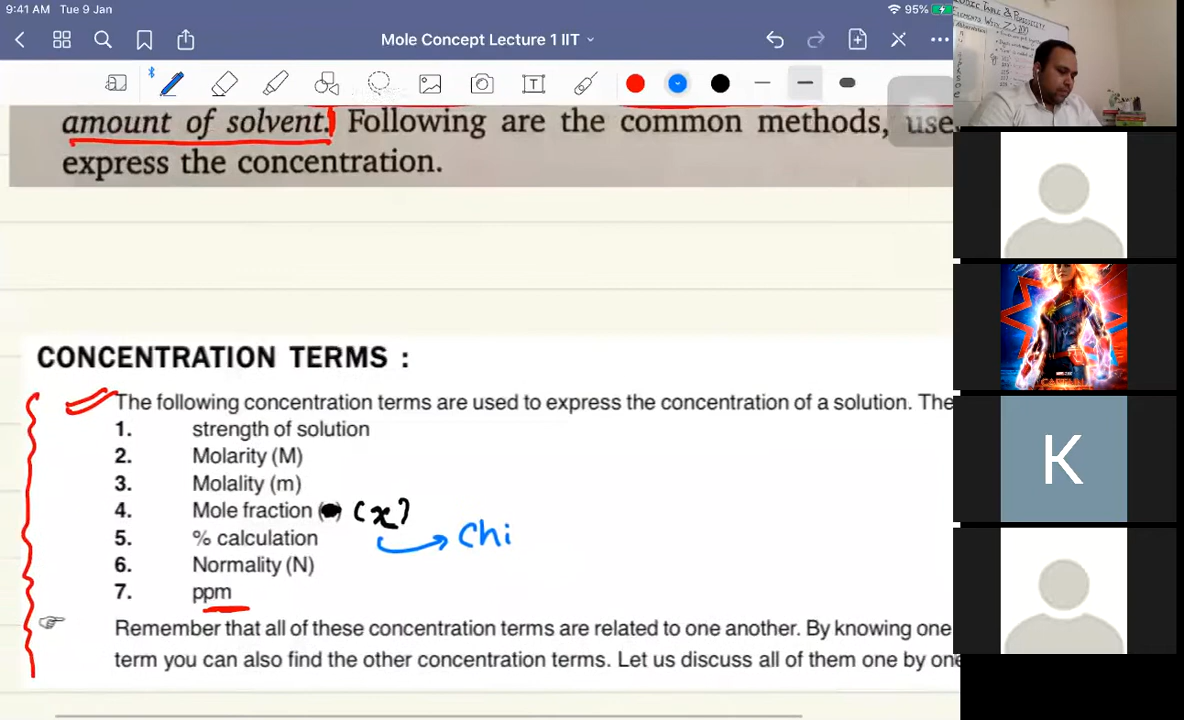 9:41 AM Tue 9 Jan
95%
Mole Concept Lecture 1 IIT
amount of solvent. Following are the common methods, use
express the concentration.
CONCENTRATION TERMS :
The following concentration terms are used to express the concentration of a solution. The
1. strength of solution
2. Molarity (M)
3. Molality (m)
4. Mole fraction ( ) (x)
5. % calculation
Chi
6. Normality (N)
7. ppm
Remember that all of these concentration terms are related to one another. By knowing one
term you can also find the other concentration terms. Let us discuss all of them one by one
K